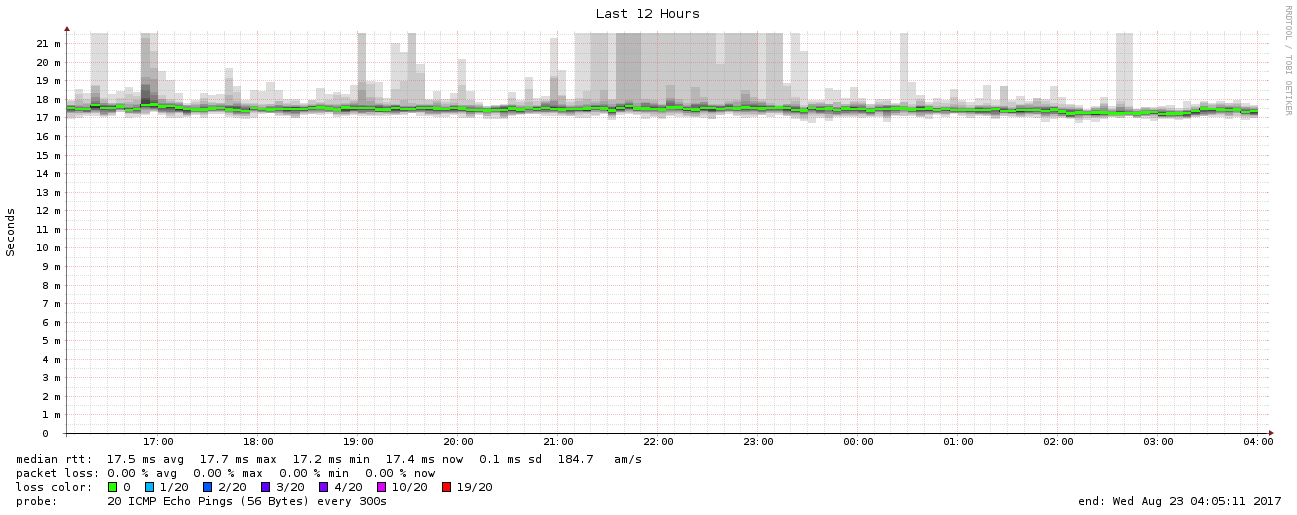 Last 12 Hours
RRDTOOL / TOBI OETIKER
Seconds
21 m
20 m
19 m
18 m
17 m
16 m
15 m
14 m
13 m
12 m
11 m
10 m
9 m
8 m
7 m
6 m
5 m
4 m
3 m
2 m
1 m
0
17:00 18:00 19:00 20:00 21:00 22:00 23:00 00:00 01:00 02:00 03:00 04:00
median rtt: 17.5 ms avg 17.7 ms max 17.2 ms min 17.4 ms now 0.1 ms sd 184.7 am/s
packet loss: 0.00 % avg 0.00 % max 0.00 % min 0.00 % now
loss color: 0 1/20 2/20 3/20 4/20 10/20 19/20
probe: 20 ICMP Echo Pings (56 Bytes) every 300s end: Wed Aug 23 04:05:11 2017